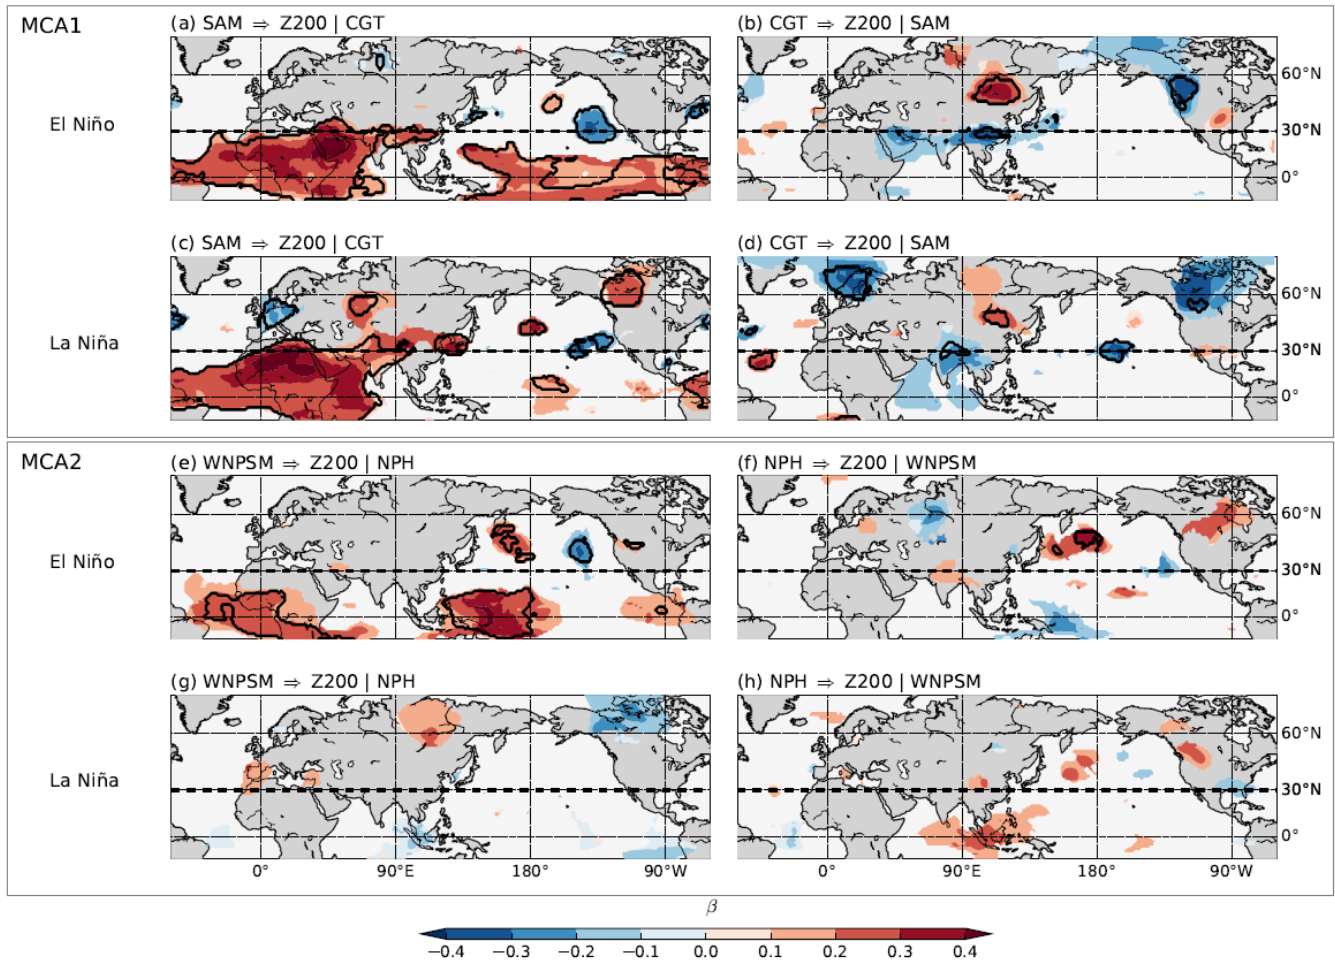 MCA1
(a) SAM ⇒ Z200 | CGT
(b) CGT ⇒ Z200 | SAM
El Niño
60°N
30°N
0°
(c) SAM ⇒ Z200 | CGT
(d) CGT ⇒ Z200 | SAM
La Niña
60°N
30°N
0°
MCA2
(e) WNPSM ⇒ Z200 | NPH
(f) NPH ⇒ Z200 | WNPSM
El Niño
60°N
30°N
0°
(g) WNPSM ⇒ Z200 | NPH
(h) NPH ⇒ Z200 | WNPSM
La Niña
60°N
30°N
0°
0° 90°E 180° 90°W
0° 90°E 180° 90°W
β
−0.4 −0.3 −0.2 −0.1 0.0 0.1 0.2 0.3 0.4